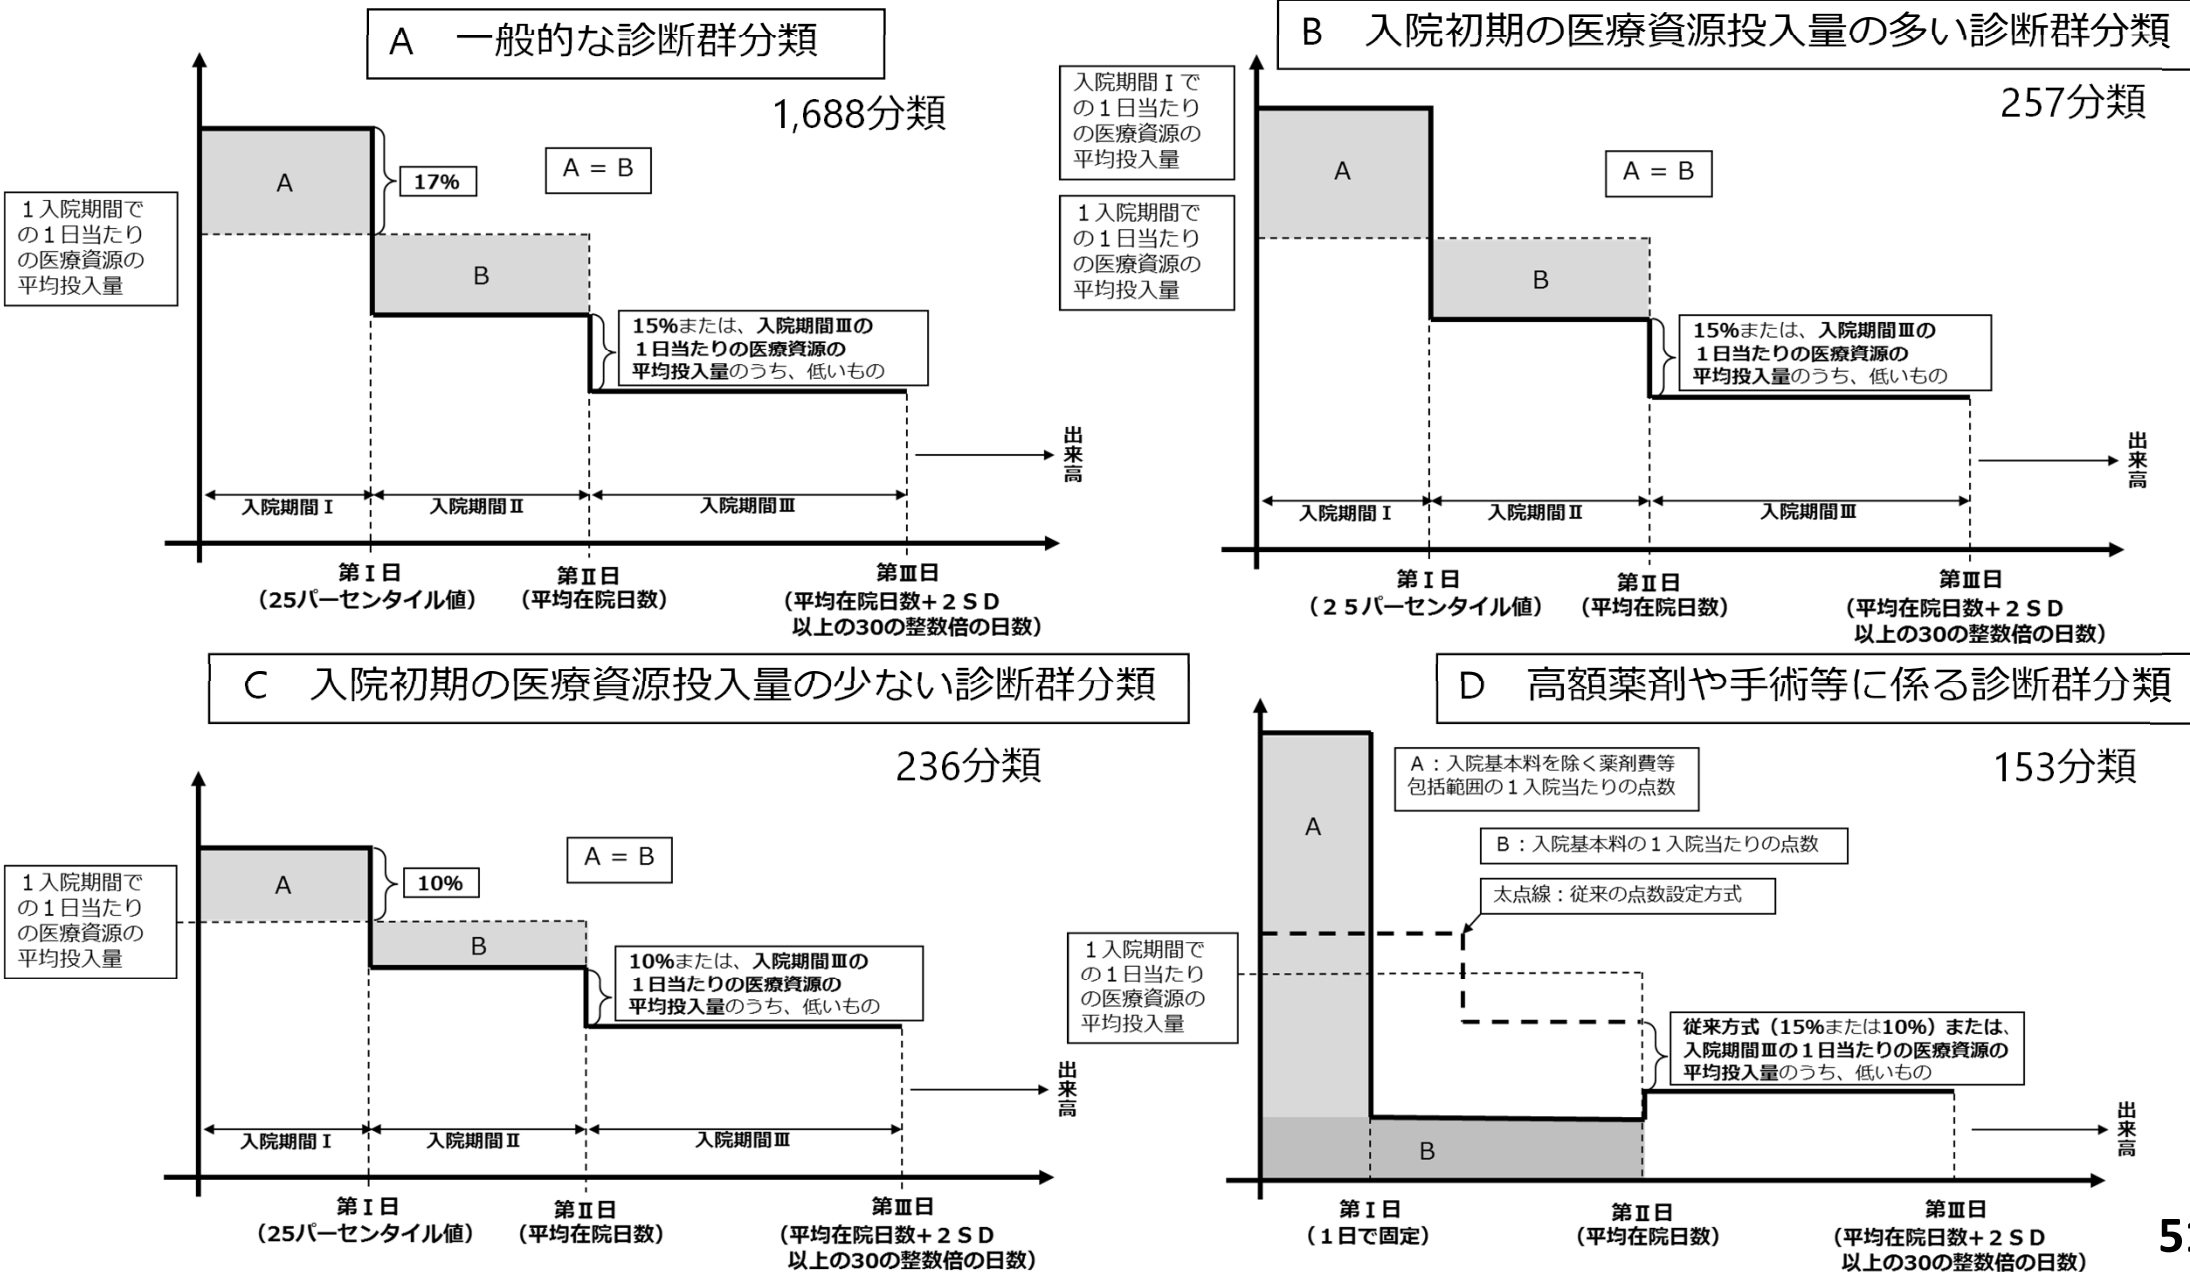 A 一般的な診断群分類
1,688分類
1入院期間で
の1日当たり
の医療資源の
平均投入量
A
17%
A = B
B
15%または、入院期間Ⅲの
1日当たりの医療資源の
平均投入量のうち、低いもの
出来高
入院期間Ⅰ
入院期間Ⅱ
入院期間Ⅲ
第Ⅰ日
(25パーセンタイル値)
第Ⅱ日
(平均在院日数)
第Ⅲ日
(平均在院日数+2SD
以上の30の整数倍の日数)
B 入院初期の医療資源投入量の多い診断群分類
257分類
入院期間Ⅰで
の1日当たり
の医療資源の
平均投入量
1入院期間で
の1日当たり
の医療資源の
平均投入量
A
A = B
B
15%または、入院期間Ⅲの
1日当たりの医療資源の
平均投入量のうち、低いもの
出来高
入院期間Ⅰ
入院期間Ⅱ
入院期間Ⅲ
第Ⅰ日
(25パーセンタイル値)
第Ⅱ日
(平均在院日数)
第Ⅲ日
(平均在院日数+2SD
以上の30の整数倍の日数)
C 入院初期の医療資源投入量の少ない診断群分類
236分類
1入院期間で
の1日当たり
の医療資源の
平均投入量
A
10%
A = B
B
10%または、入院期間Ⅲの
1日当たりの医療資源の
平均投入量のうち、低いもの
出来高
入院期間Ⅰ
入院期間Ⅱ
入院期間Ⅲ
第Ⅰ日
(25パーセンタイル値)
第Ⅱ日
(平均在院日数)
第Ⅲ日
(平均在院日数+2SD
以上の30の整数倍の日数)
D 高額薬剤や手術等に係る診断群分類
153分類
A:入院基本料を除く薬剤費等
包括範囲の1入院当たりの点数
A
B:入院基本料の1入院当たりの点数
太点線:従来の点数設定方式
1入院期間で
の1日当たり
の医療資源の
平均投入量
従来方式(15%または10%)または、
入院期間Ⅲの1日当たりの医療資源の
平均投入量のうち、低いもの
B
出来高
第Ⅰ日
(1日で固定)
第Ⅱ日
(平均在院日数)
第Ⅲ日
(平均在院日数+2SD
以上の30の整数倍の日数)